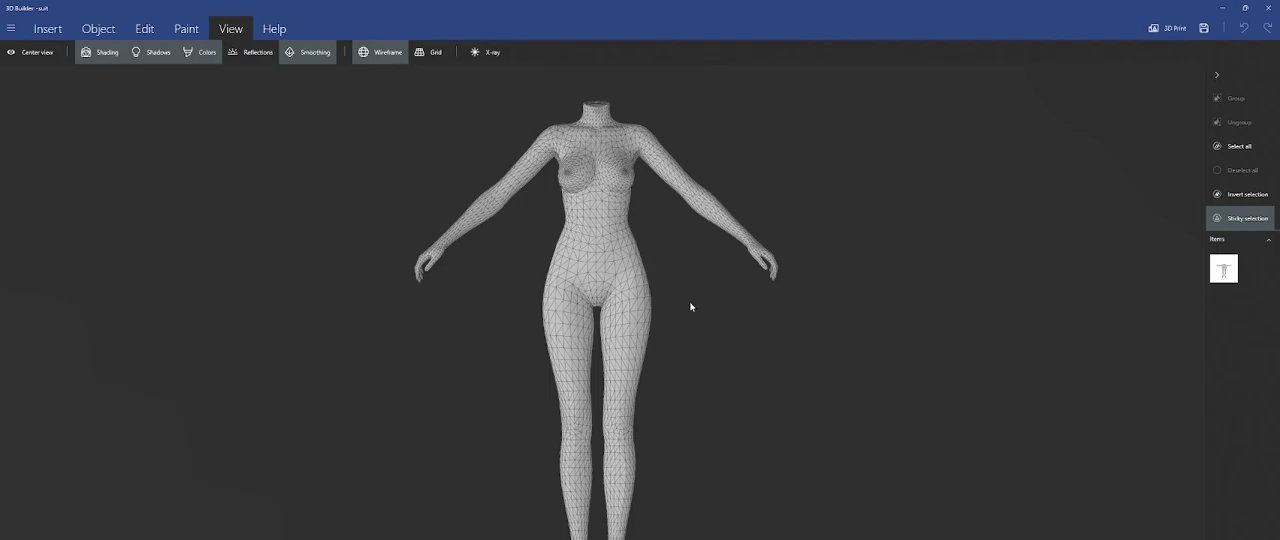 3D Builder -suit
Insert Object Edit Paint View Help
3D Print
Center view Shading Shadows Colors Reflections Smoothing Wireframe Grid X-ray
Group
Ungroup
Select all
Deselect all
Invert selection
Sticky selection
Items